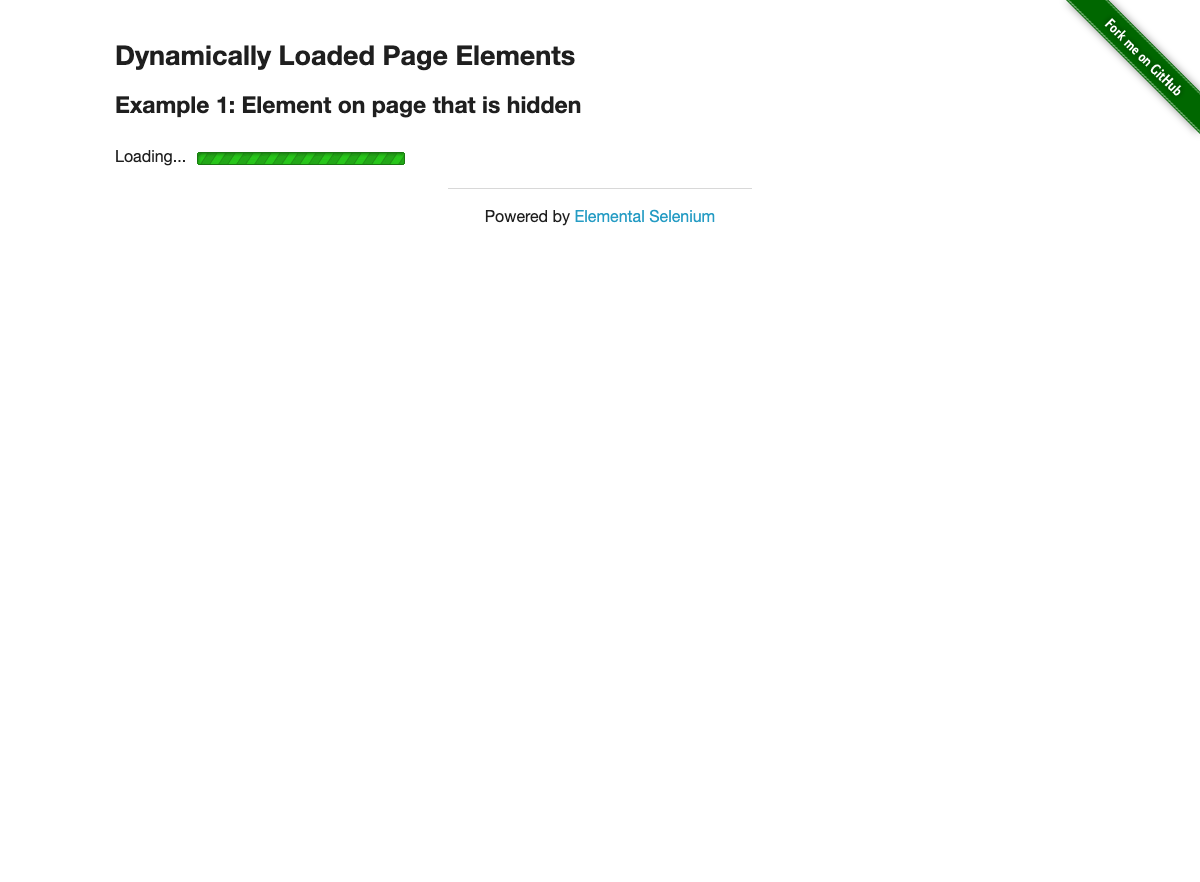 Fork me on GitHub
Dynamically Loaded Page Elements
Example 1: Element on page that is hidden
Loading...
Powered by Elemental Selenium